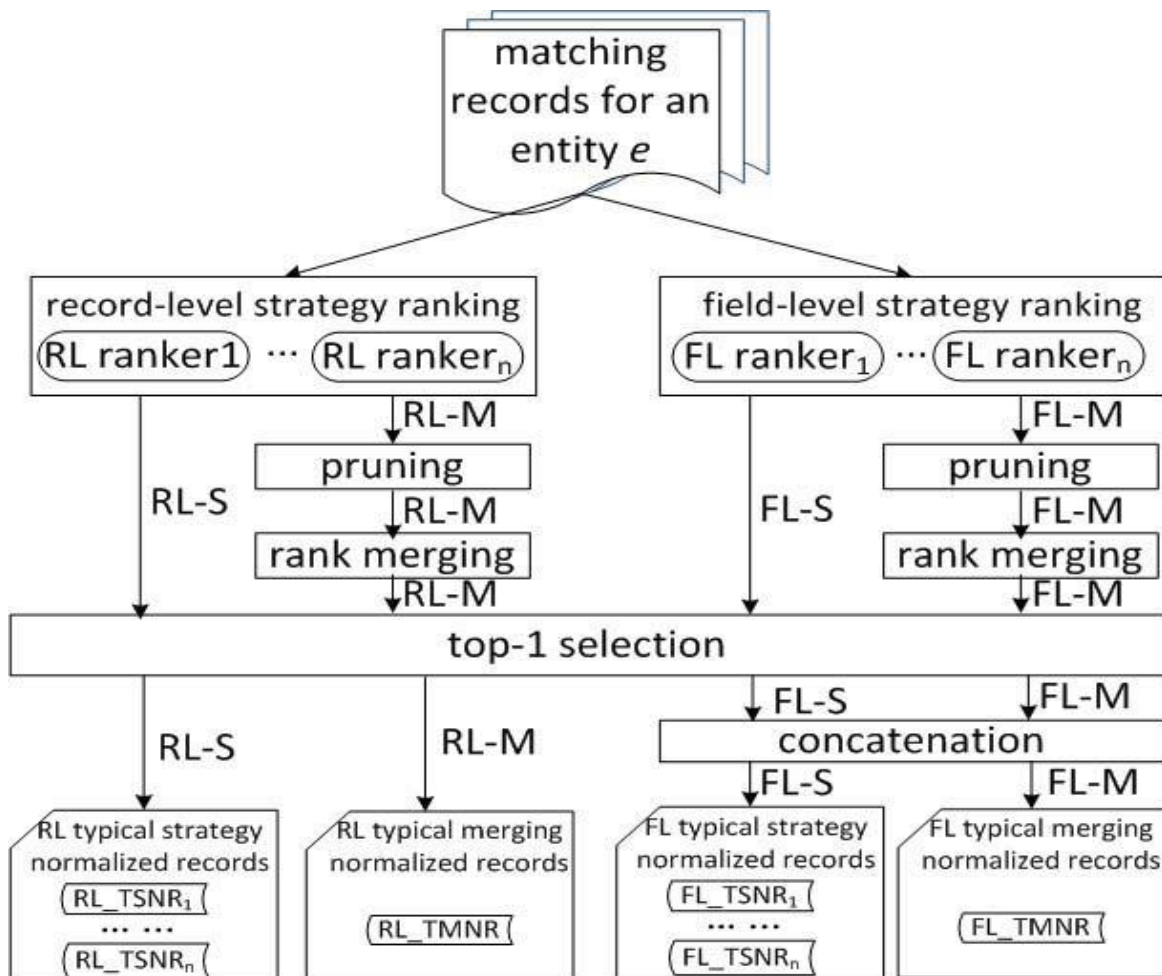 matching
records for an
entity e
record-level strategy ranking
RL ranker1 ... RL rankerₙ
field-level strategy ranking
FL ranker₁ ... FL rankerₙ
RL-M
FL-M
pruning
pruning
RL-S
RL-M
FL-S
FL-M
rank merging
rank merging
RL-M
FL-M
top-1 selection
RL-S
RL-M
FL-S
FL-M
concatenation
FL-S
FL-M
RL typical strategy
normalized records
RL_TSNR₁
... ...
RL_TSNRₙ
RL typical merging
normalized records
RL_TMNR
FL typical strategy
normalized records
FL_TSNR₁
... ...
FL_TSNRₙ
FL typical merging
normalized records
FL_TMNR